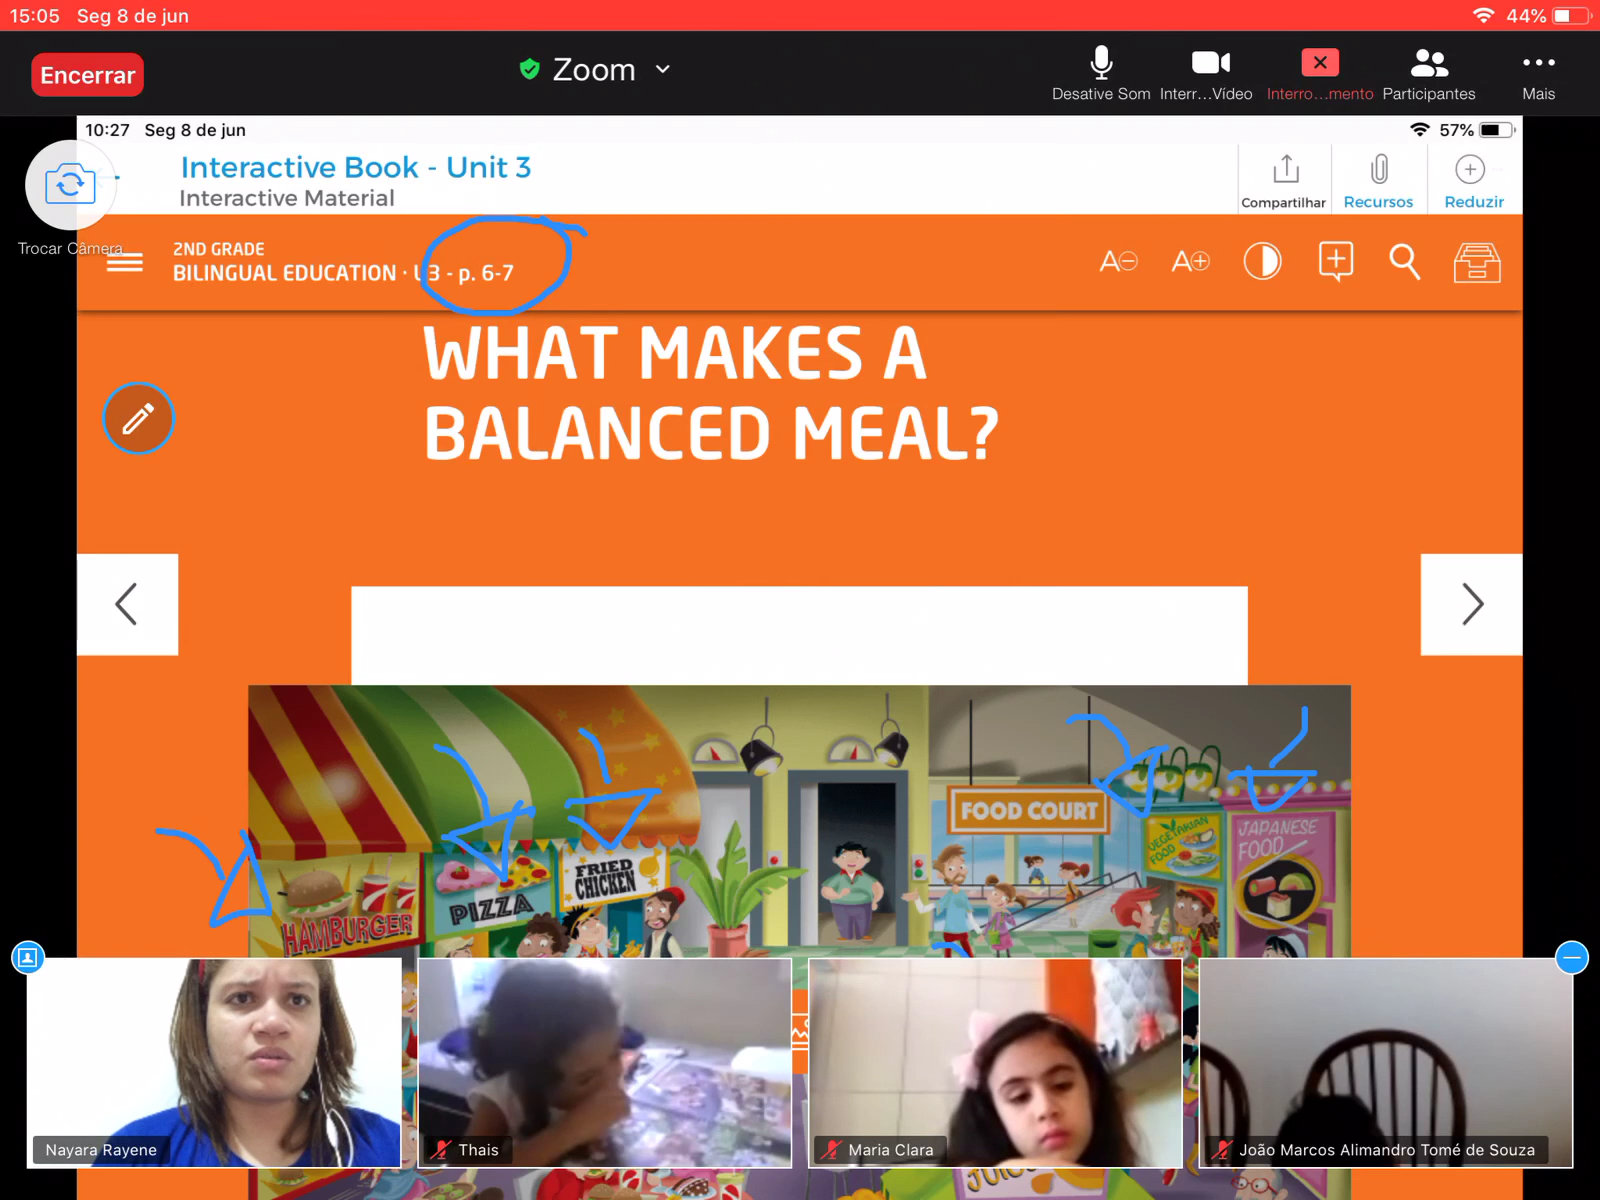 15:05 Seg 8 de jun
44%
Encerrar
Zoom
Desative Som
Interr...Vídeo
Interro...mento
Participantes
Mais
10:27 Seg 8 de jun
57%
Interactive Book - Unit 3
Interactive Material
Compartilhar
Recursos
Reduzir
Trocar Câmera
2ND GRADE
BILINGUAL EDUCATION · U3 - p. 6-7
A
A
WHAT MAKES A
BALANCED MEAL?
FOOD COURT
VEGETARIAN
FOOD
JAPANESE
FOOD
FRIED
CHICKEN
PIZZA
HAMBURGER
Nayara Rayene
Thais
Maria Clara
João Marcos Alimandro Tomé de Souza